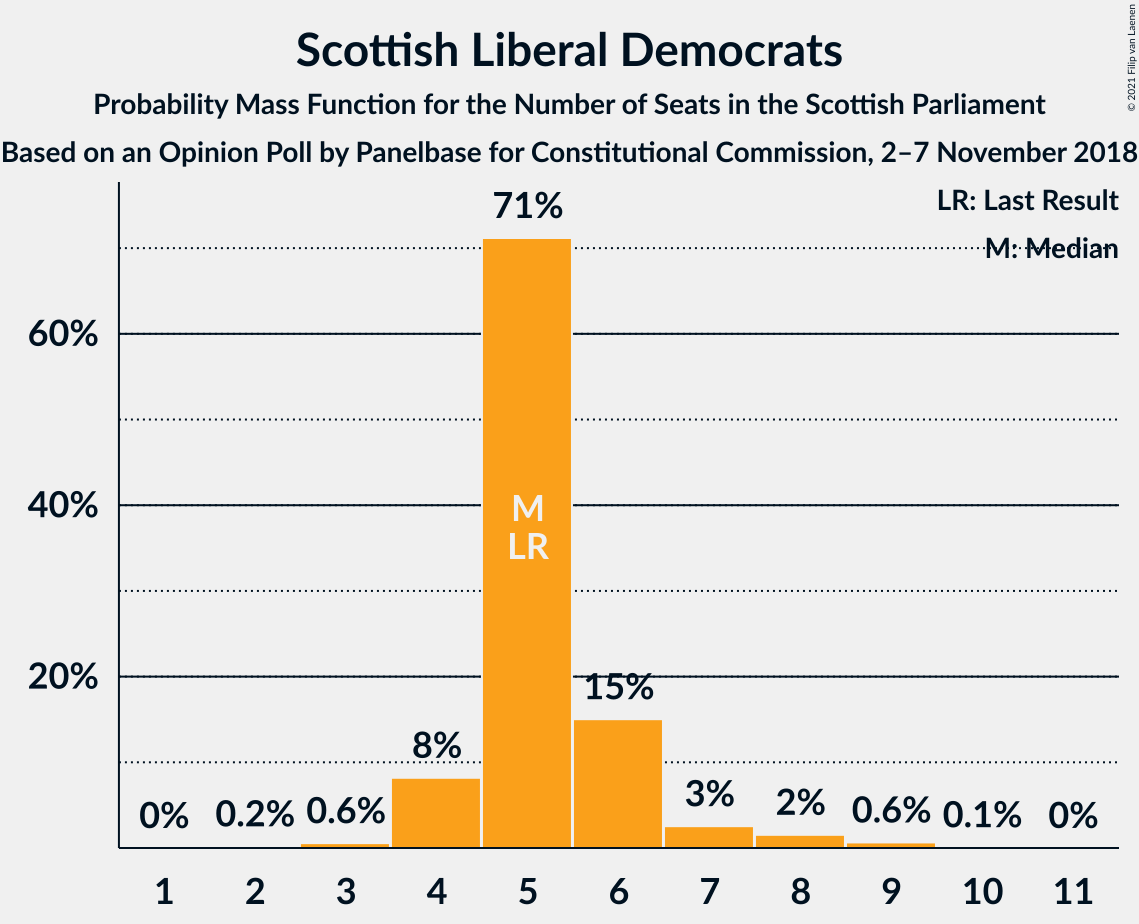 Scottish Liberal Democrats
Probability Mass Function for the Number of Seats in the Scottish Parliament
Based on an Opinion Poll by Panelbase for Constitutional Commission, 2–7 November 2018
© 2021 Filip van Laenen
LR: Last Result
M: Median
71%
60%
40%
20%
M
LR
0%
0.2%
0.6%
8%
15%
3%
2%
0.6%
0.1%
0%
1 2 3 4 5 6 7 8 9 10 11